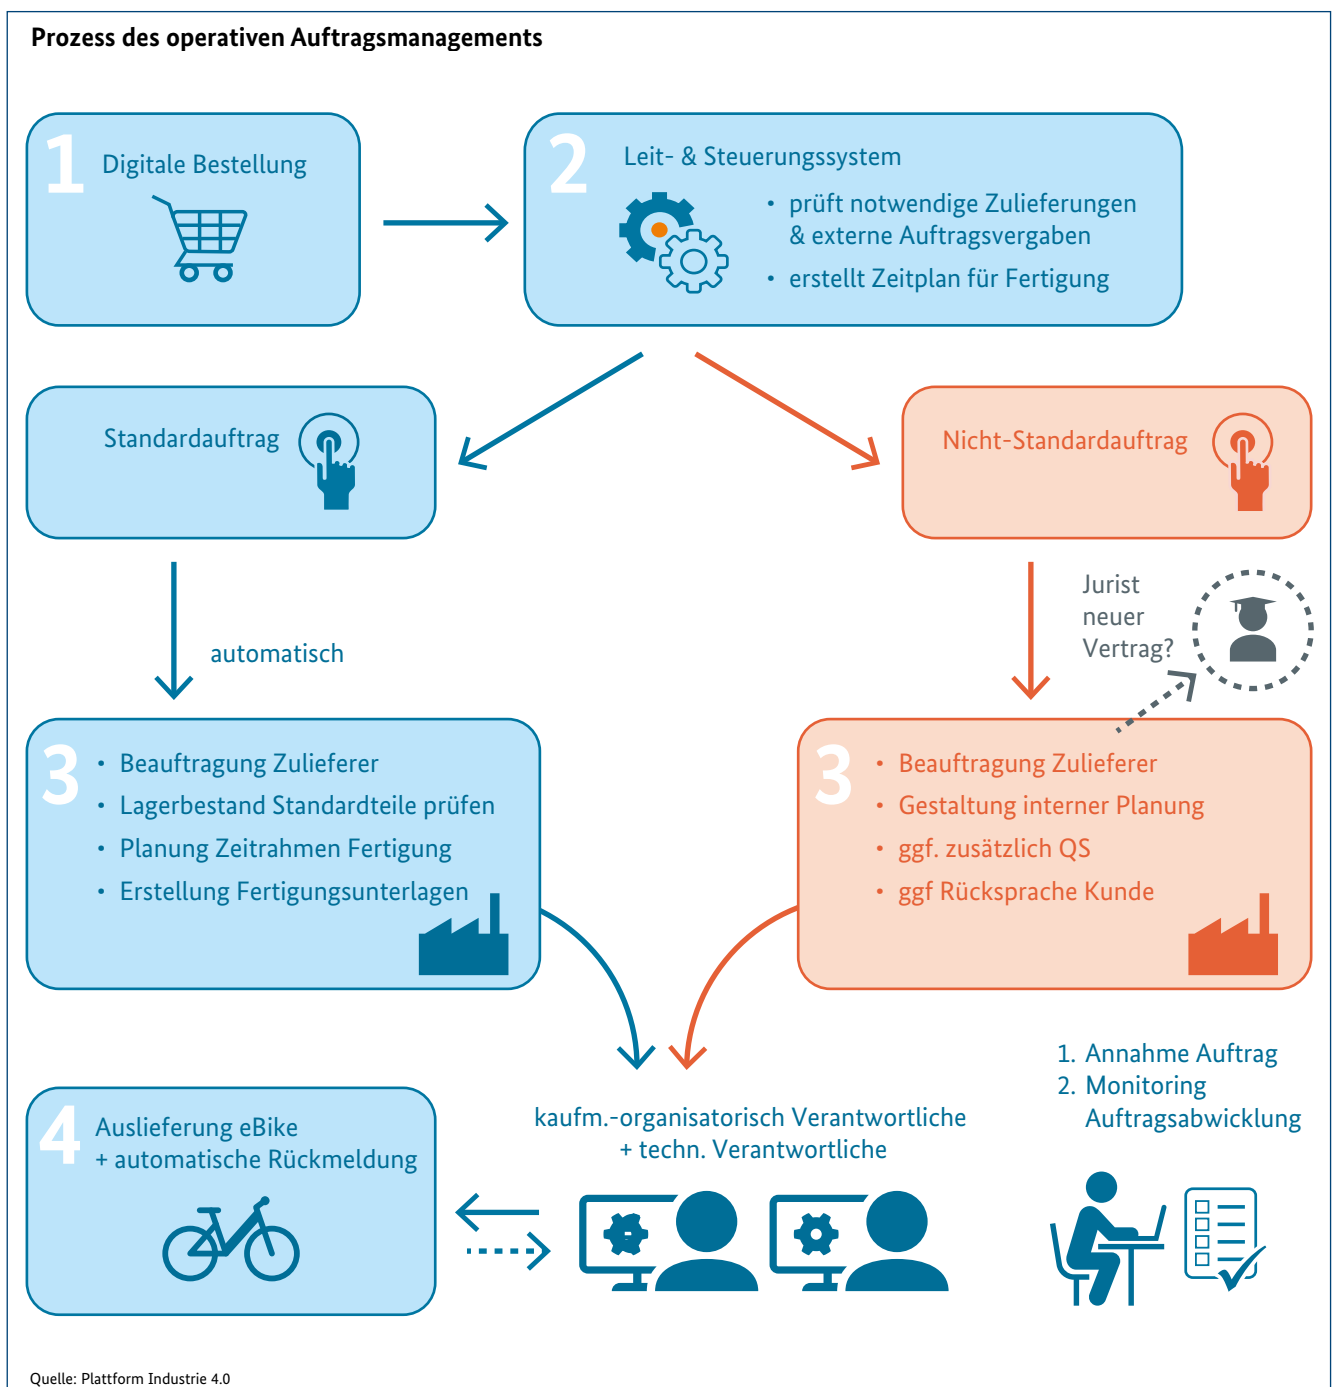 Prozess des operativen Auftragsmanagements
1
Digitale Bestellung
2
Leit- & Steuerungssystem
• prüft notwendige Zulieferungen
& externe Auftragsvergaben
• erstellt Zeitplan für Fertigung
Standardauftrag
Nicht-Standardauftrag
automatisch
Jurist
neuer
Vertrag?
3
• Beauftragung Zulieferer
• Lagerbestand Standardteile prüfen
• Planung Zeitrahmen Fertigung
• Erstellung Fertigungsunterlagen
3
• Beauftragung Zulieferer
• Gestaltung interner Planung
• ggf. zusätzlich QS
• ggf Rücksprache Kunde
4
Auslieferung eBike
+ automatische Rückmeldung
kaufm.-organisatorisch Verantwortliche
+ techn. Verantwortliche
1. Annahme Auftrag
2. Monitoring
Auftragsabwicklung
Quelle: Plattform Industrie 4.0